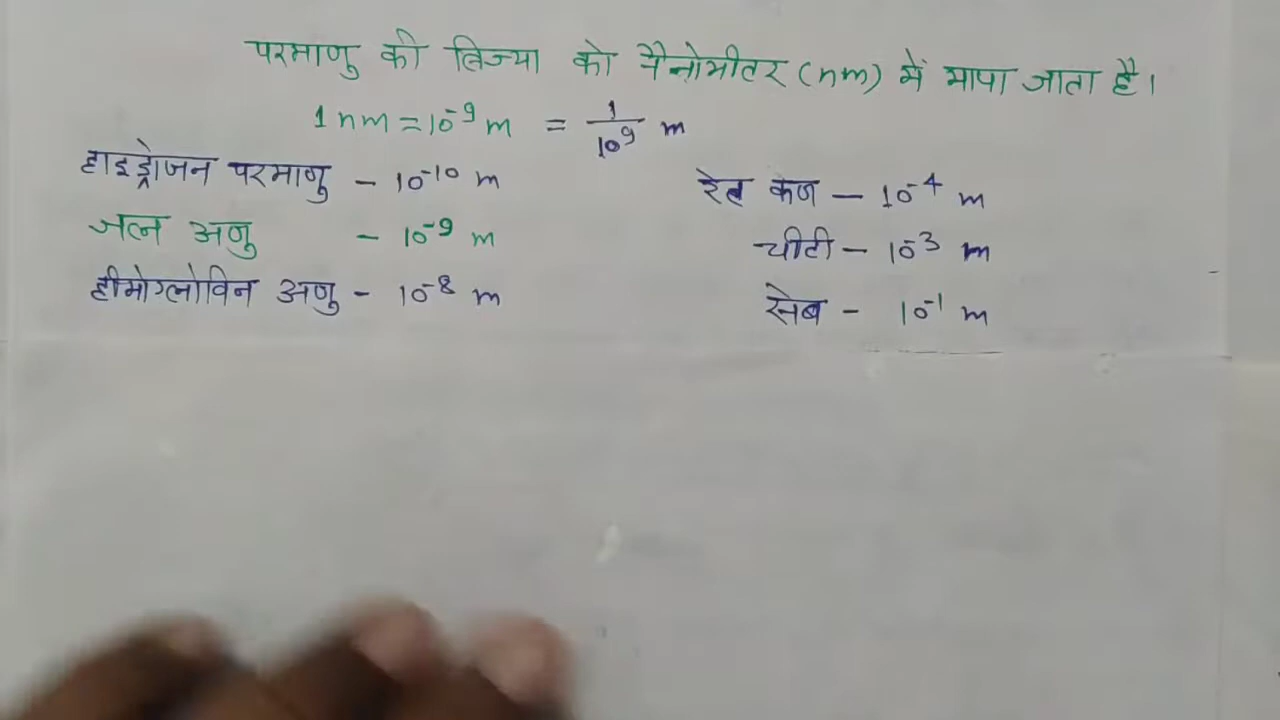 परमाणु की त्रिज्या को नैनोमीटर (nm) में मापा जाता है।
1 nm = 10⁻⁹ m = 1/10⁹ m
हाइड्रोजन परमाणु – 10⁻¹⁰ m
जल अणु – 10⁻⁹ m
हीमोग्लोविन अणु – 10⁻⁸ m
रेत कण – 10⁻⁴ m
चीटी – 10⁻³ m
सेब – 10⁻¹ m